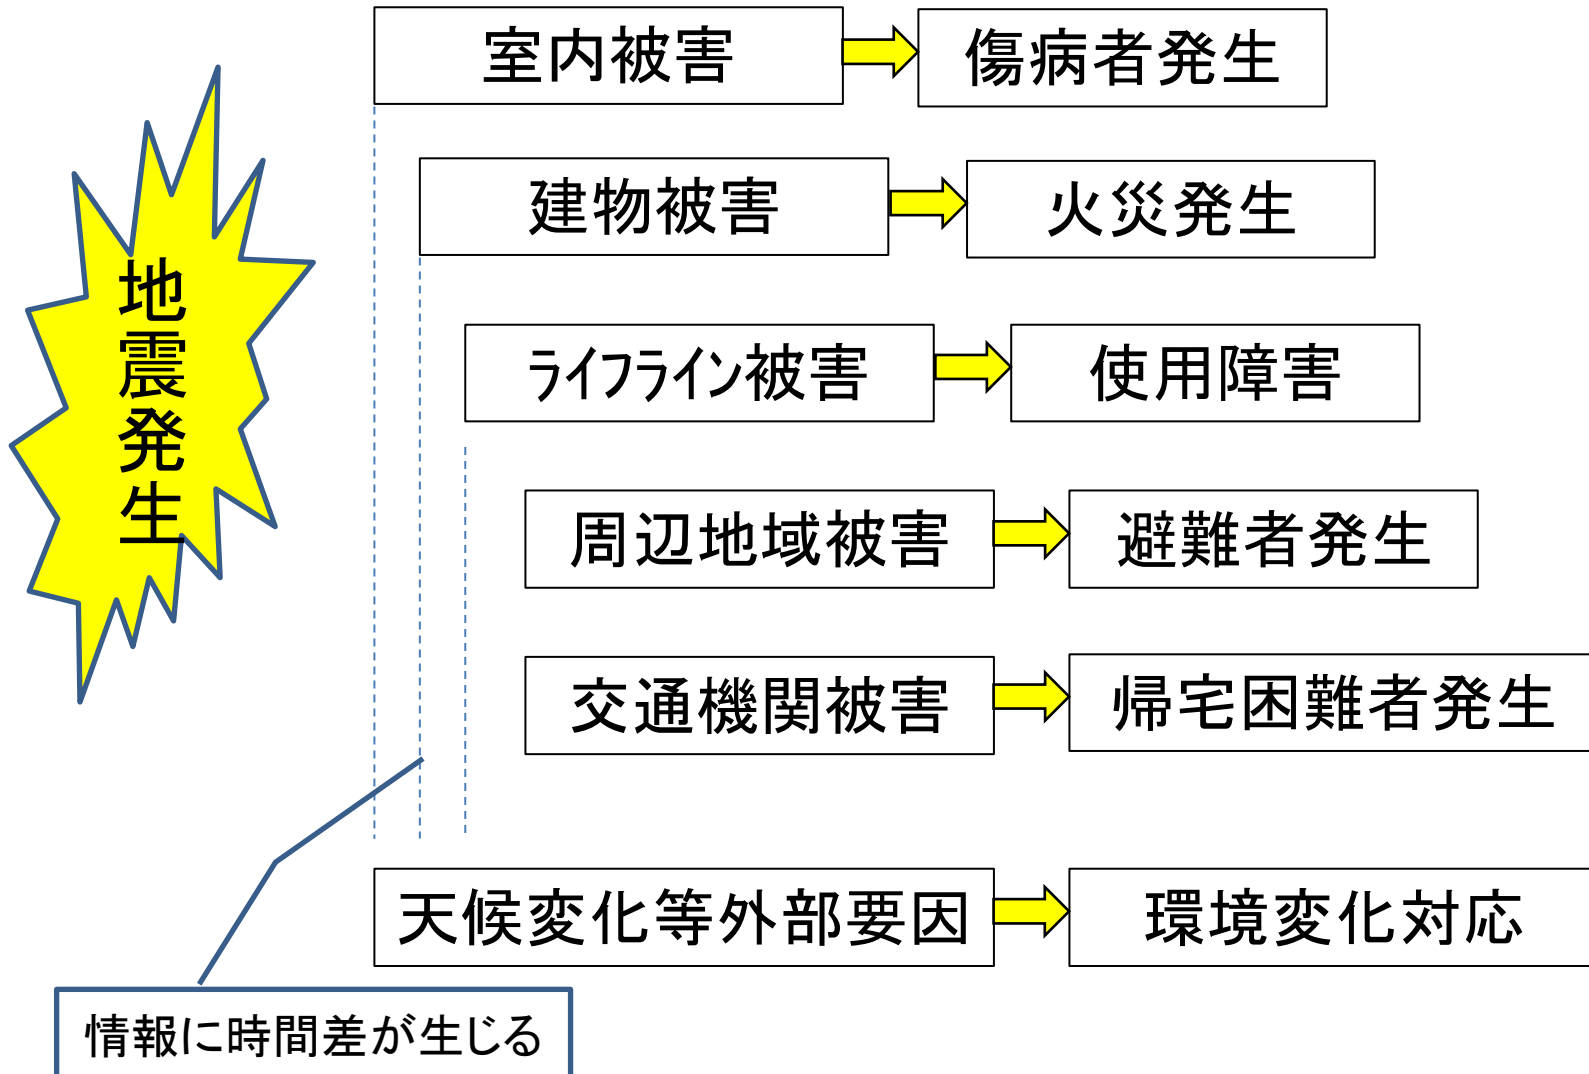 地震発生
室内被害
傷病者発生
建物被害
火災発生
ライフライン被害
使用障害
周辺地域被害
避難者発生
交通機関被害
帰宅困難者発生
天候変化等外部要因
環境変化対応
情報に時間差が生じる